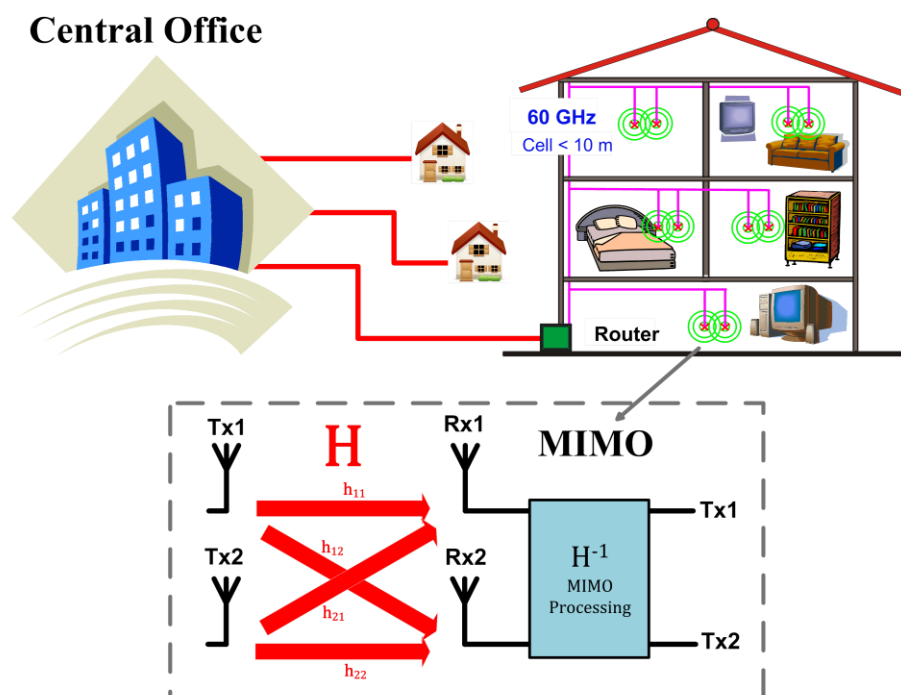 Central Office
60 GHz
Cell < 10 m
Router
Tx1
H
Rx1
MIMO
h₁₁
Tx1
Tx2
h₁₂
Rx2
H⁻¹
MIMO
Processing
h₂₁
Tx2
h₂₂